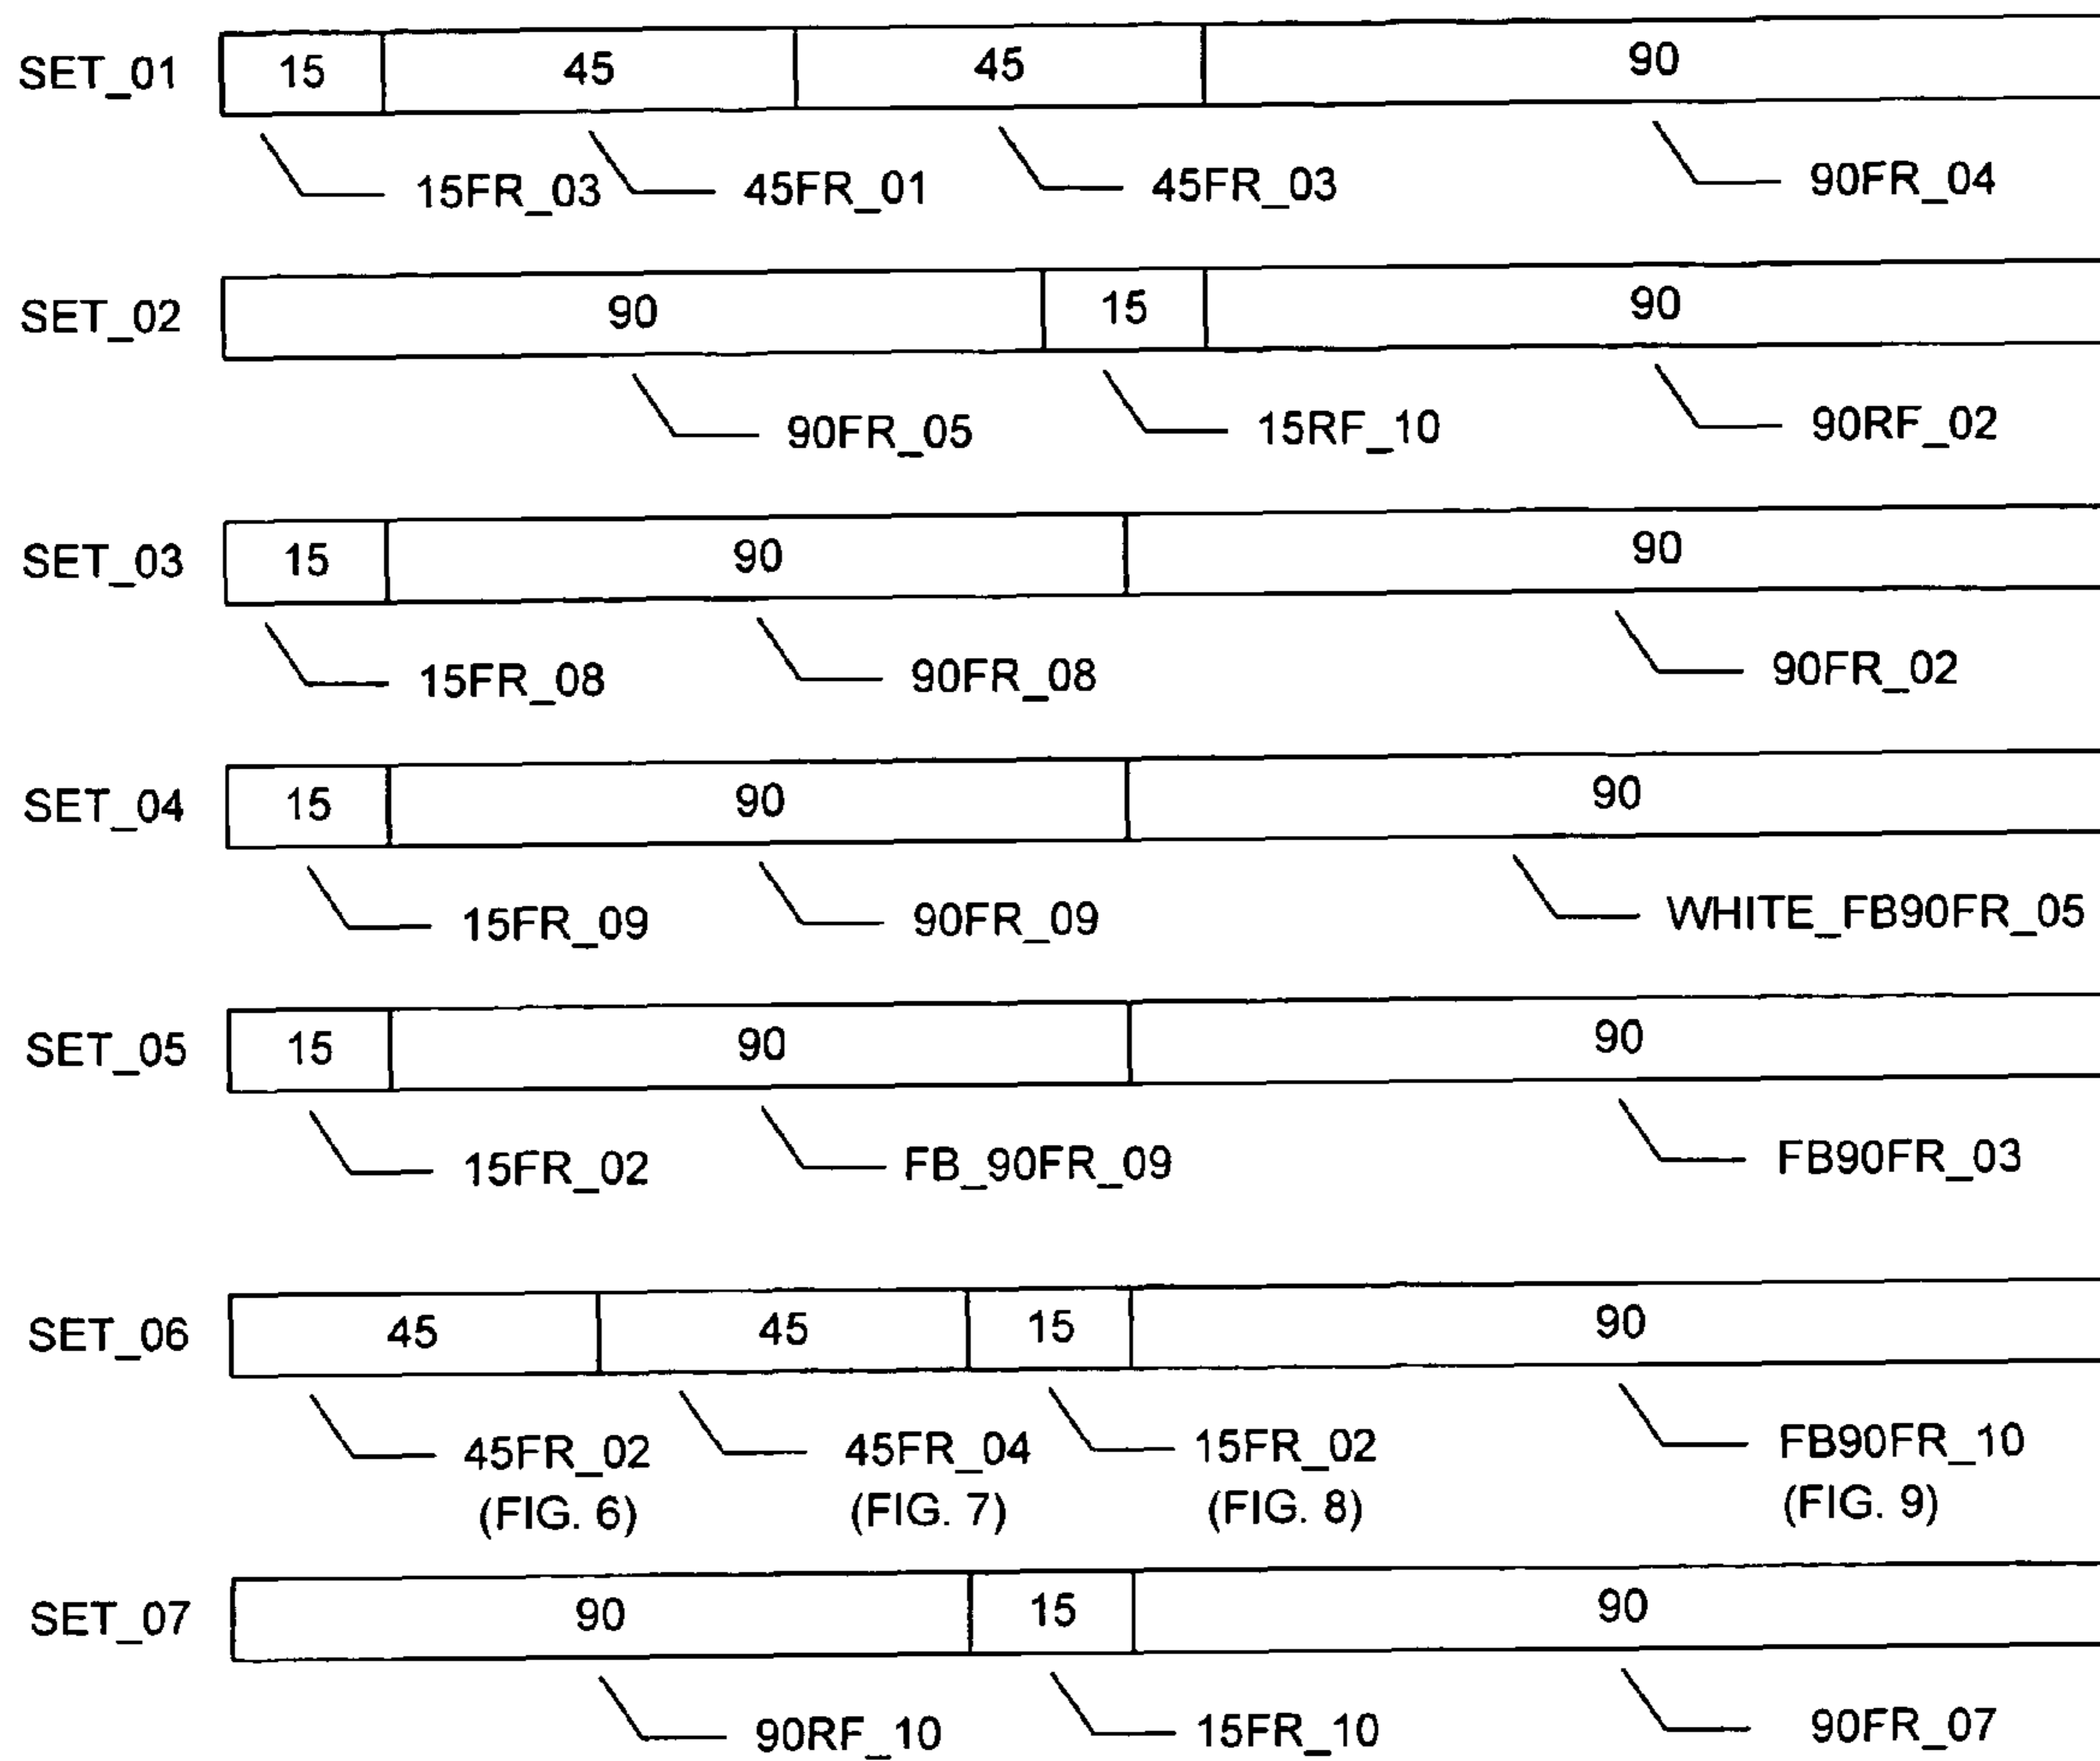 SET_01 15 45 45 90
15FR_03 45FR_01 45FR_03 90FR_04
SET_02 90 15 90
90FR_05 15RF_10 90RF_02
SET_03 15 90 90
15FR_08 90FR_08 90FR_02
SET_04 15 90 90
15FR_09 90FR_09 WHITE_FB90FR_05
SET_05 15 90 90
15FR_02 FB_90FR_09 FB90FR_03
SET_06 45 45 15 90
45FR_02 45FR_04 15FR_02 FB90FR_10
(FIG. 6) (FIG. 7) (FIG. 8) (FIG. 9)
SET_07 90 15 90
90RF_10 15FR_10 90FR_07